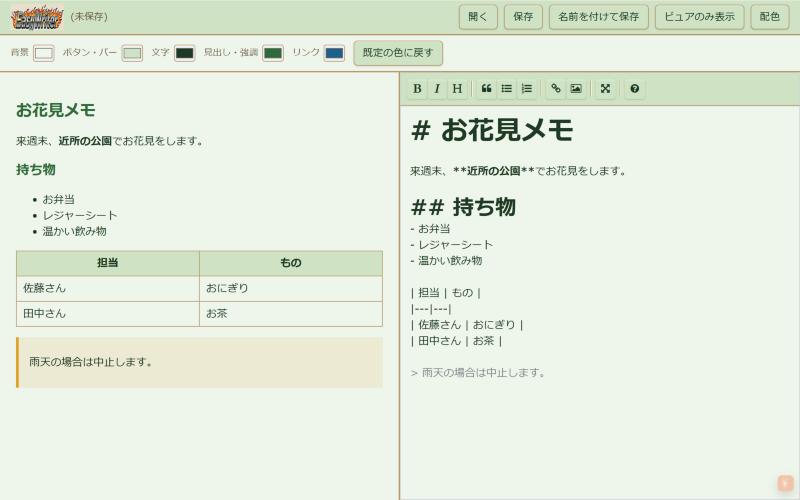 (未保存)
開く
保存
名前を付けて保存
ビュアのみ表示
配色
背景
ボタン・バー
文字
見出し・強調
リンク
既定の色に戻す
お花見メモ
来週末、近所の公園でお花見をします。
持ち物
• お弁当
• レジャーシート
• 温かい飲み物
担当 もの
佐藤さん おにぎり
田中さん お茶
雨天の場合は中止します。
B I H
# お花見メモ
来週末、**近所の公園**でお花見をします。
## 持ち物
- お弁当
- レジャーシート
- 温かい飲み物
| 担当 | もの |
|---|---|
| 佐藤さん | おにぎり |
| 田中さん | お茶 |
> 雨天の場合は中止します。